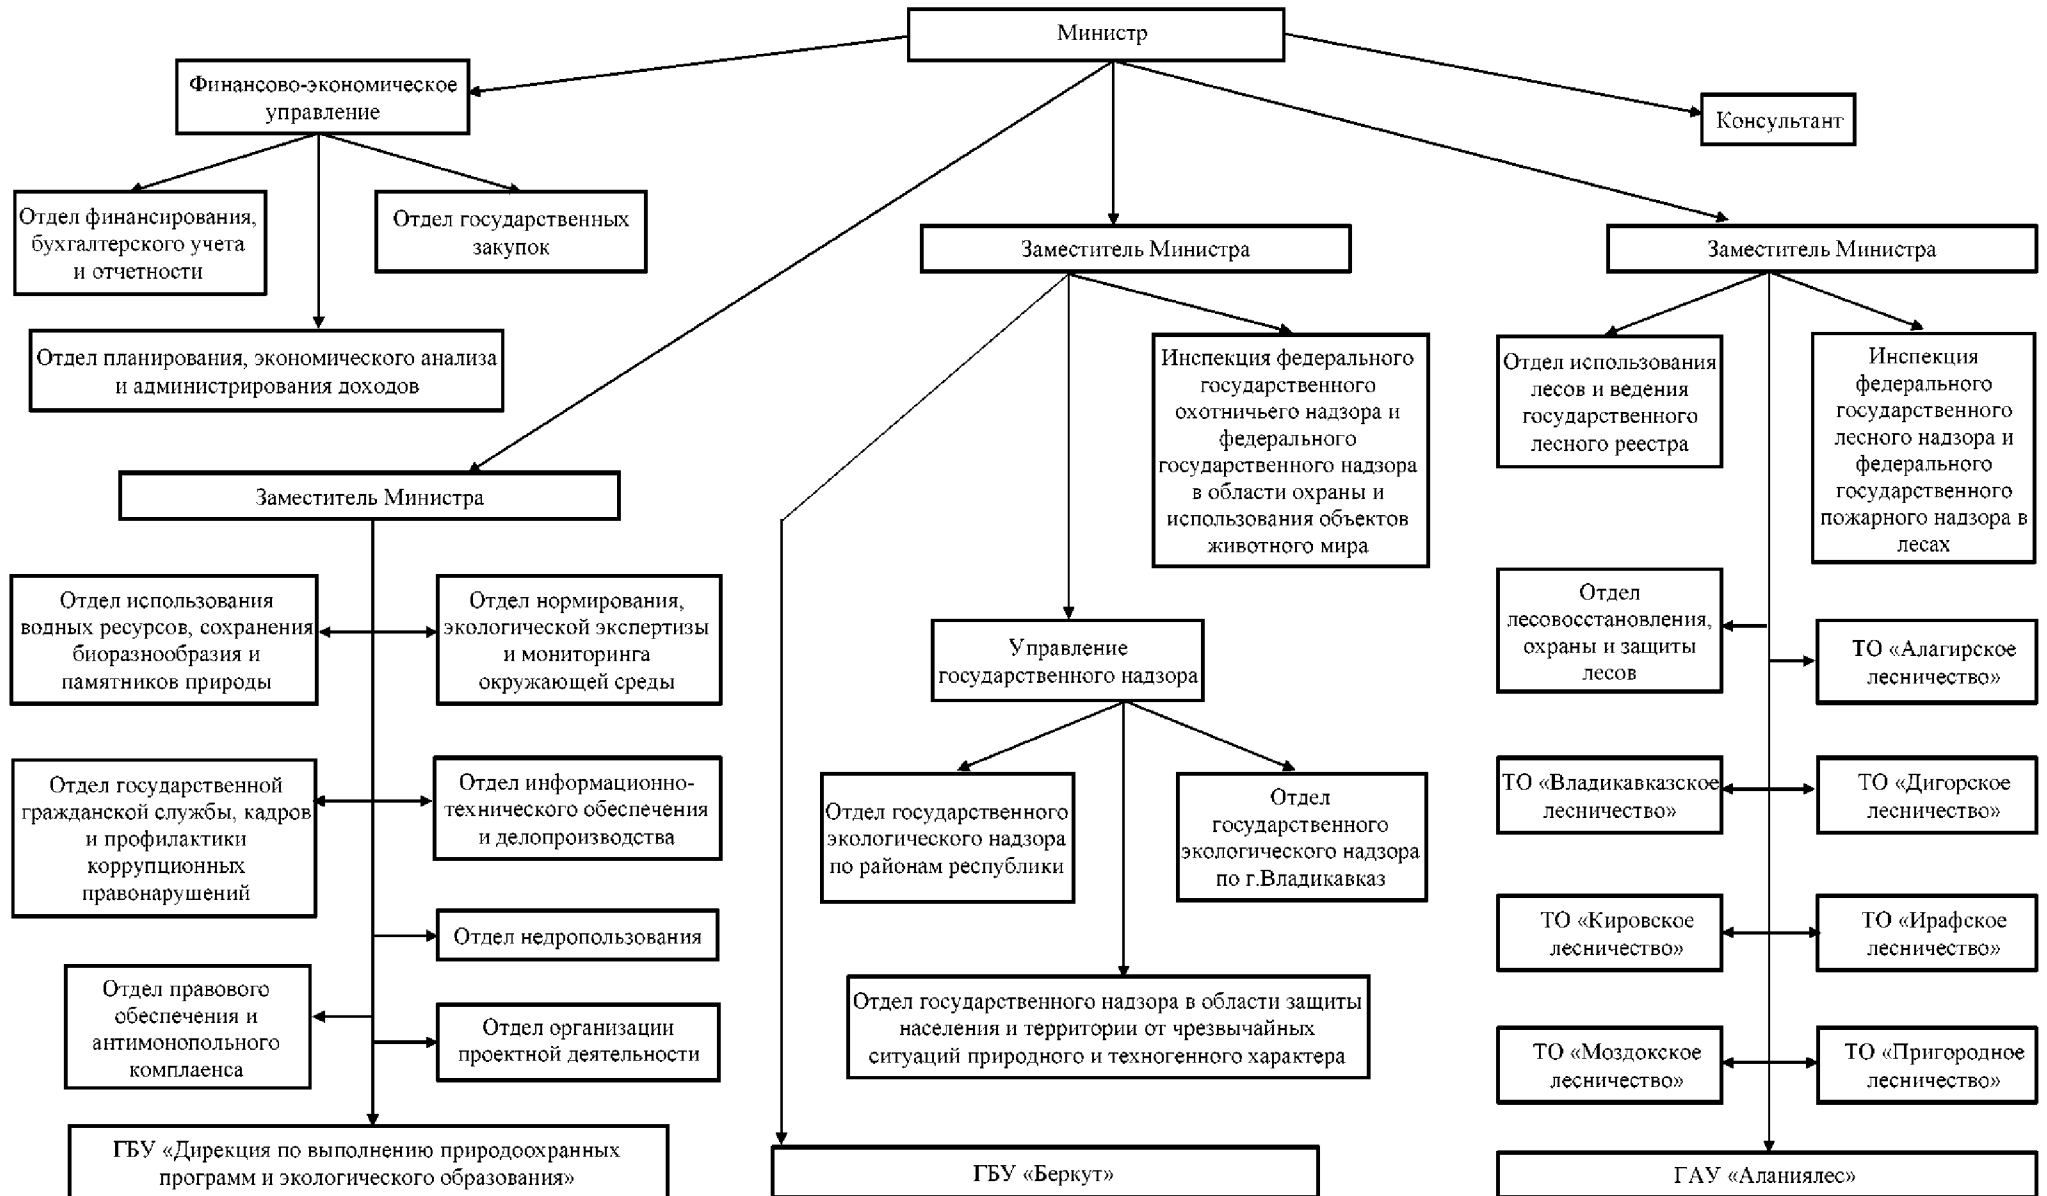 Министр
Финансово-экономическое
управление
Консультант
Отдел финансирования,
бухгалтерского учета
и отчетности
Отдел государственных
закупок
Отдел планирования, экономического анализа
и администрирования доходов
Заместитель Министра
Заместитель Министра
Заместитель Министра
Отдел использования
водных ресурсов, сохранения
биоразнообразия и
памятников природы
Отдел нормирования,
экологической экспертизы
и мониторинга
окружающей среды
Отдел государственной
гражданской службы, кадров
и профилактики
коррупционных
правонарушений
Отдел информационно-
технического обеспечения
и делопроизводства
Отдел недропользования
Отдел правового
обеспечения и
антимонопольного
комплаенса
Отдел организации
проектной деятельности
ГБУ «Дирекция по выполнению природоохранных
программ и экологического образования»
Инспекция федерального
государственного
охотничьего надзора и
федерального
государственного надзора
в области охраны и
использования объектов
животного мира
Управление
государственного надзора
Отдел государственного
экологического надзора
по районам республики
Отдел
государственного
экологического надзора
по г.Владикавказ
Отдел государственного надзора в области защиты
населения и территории от чрезвычайных
ситуаций природного и техногенного характера
ГБУ «Беркут»
Отдел использования
лесов и ведения
государственного
лесного реестра
Инспекция
федерального
государственного
лесного надзора и
федерального
государственного
пожарного надзора в
лесах
Отдел
лесовосстановления,
охраны и защиты
лесов
ТО «Алагирское
лесничество»
ТО «Владикавказское
лесничество»
ТО «Дигорское
лесничество»
ТО «Кировское
лесничество»
ТО «Ирафское
лесничество»
ТО «Моздокское
лесничество»
ТО «Пригородное
лесничество»
ГАУ «Аланиялес»